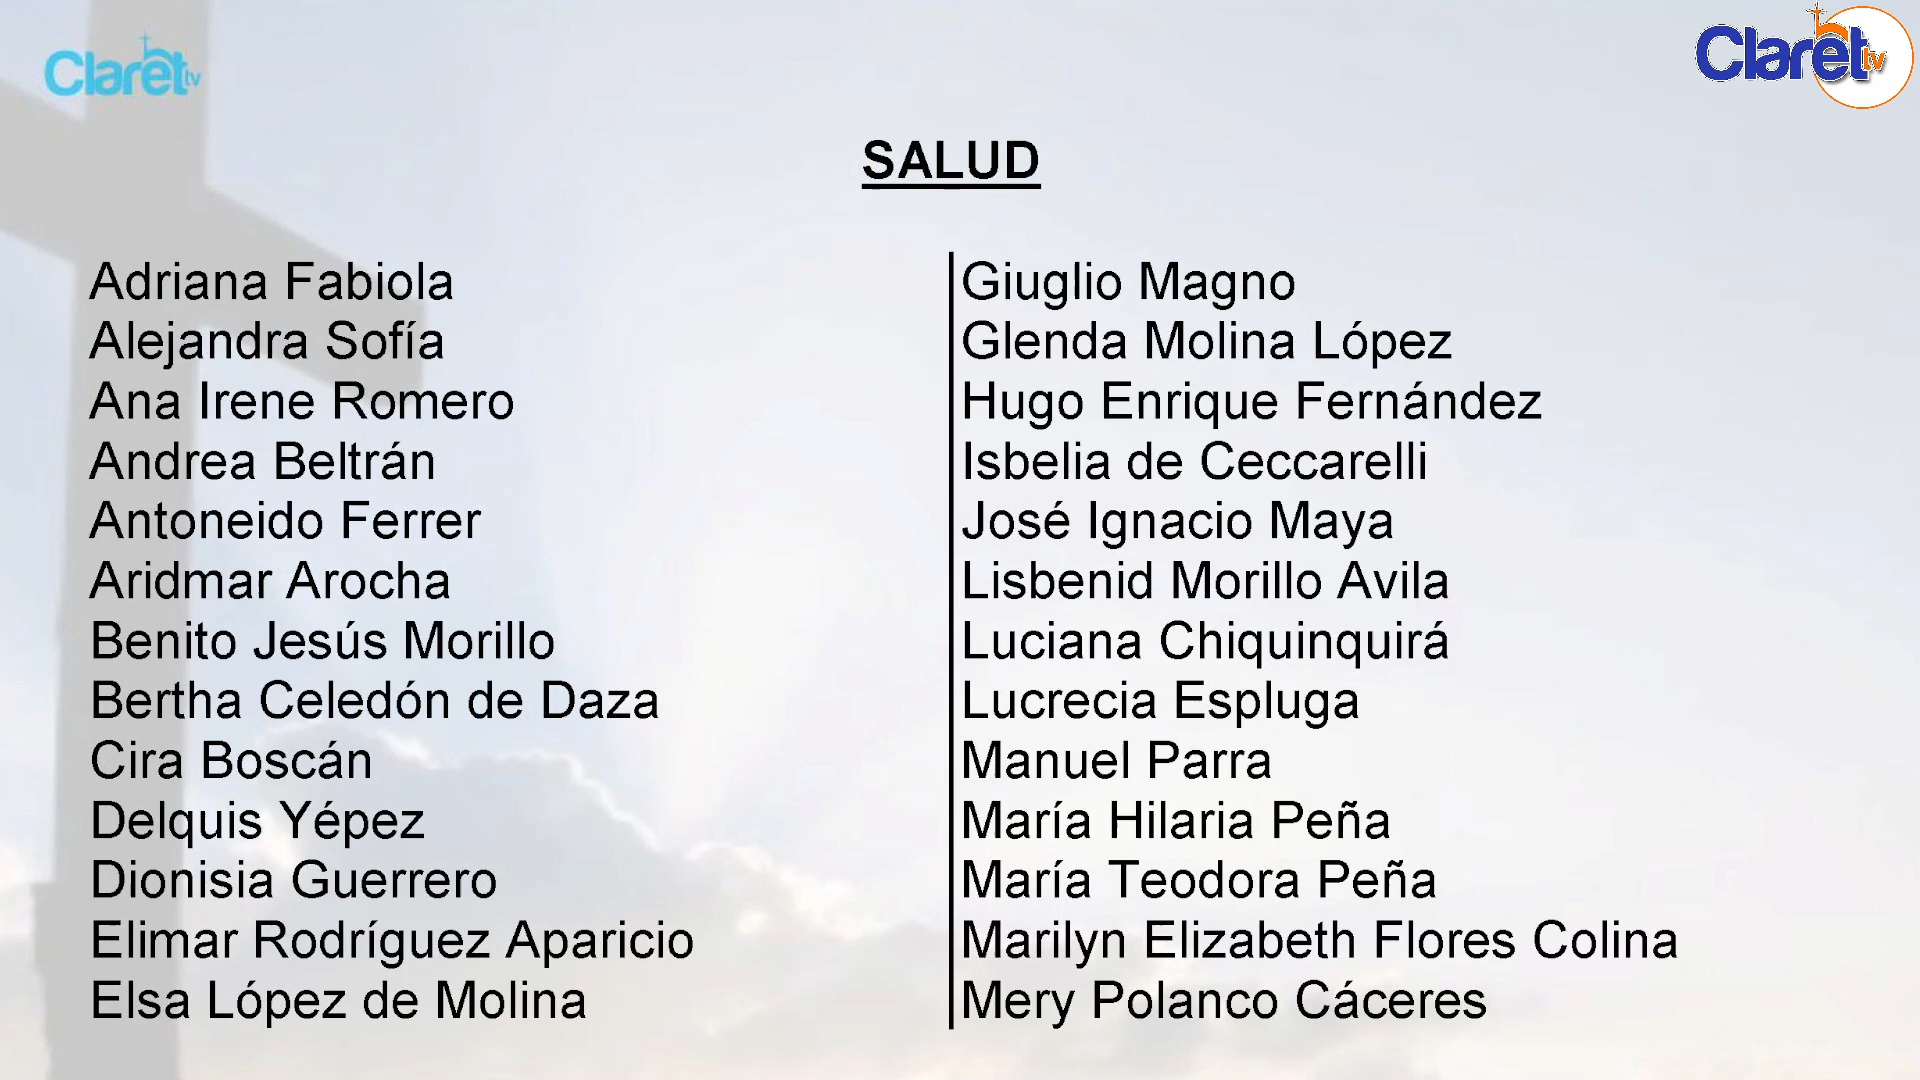 Claret tv
Claret tv
SALUD
Adriana Fabiola
Alejandra Sofía
Ana Irene Romero
Andrea Beltrán
Antoneido Ferrer
Aridmar Arocha
Benito Jesús Morillo
Bertha Celedón de Daza
Cira Boscán
Delquis Yépez
Dionisia Guerrero
Elimar Rodríguez Aparicio
Elsa López de Molina
Giuglio Magno
Glenda Molina López
Hugo Enrique Fernández
Isbelia de Ceccarelli
José Ignacio Maya
Lisbenid Morillo Avila
Luciana Chiquinquirá
Lucrecia Espluga
Manuel Parra
María Hilaria Peña
María Teodora Peña
Marilyn Elizabeth Flores Colina
Mery Polanco Cáceres